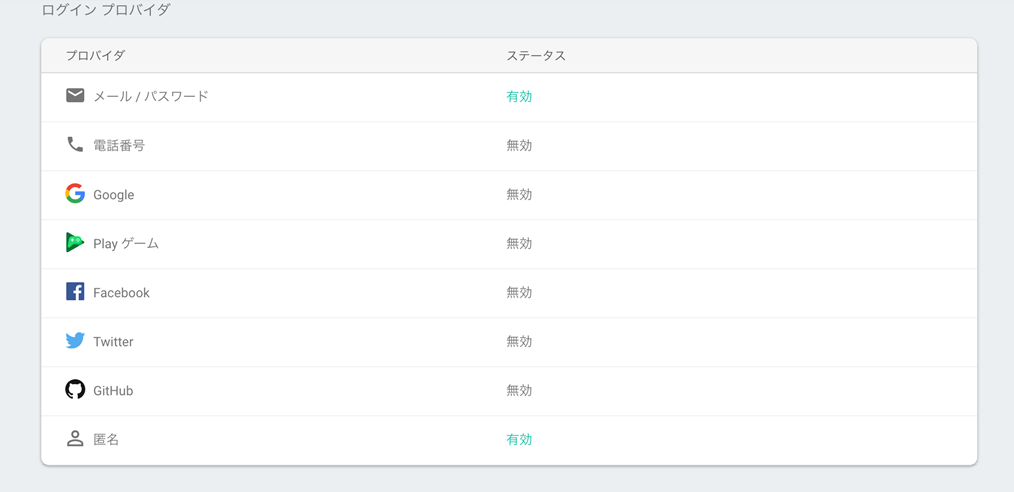 ログイン プロバイダ
プロバイダ ステータス
メール / パスワード 有効
電話番号 無効
Google 無効
Play ゲーム 無効
Facebook 無効
Twitter 無効
GitHub 無効
匿名 有効